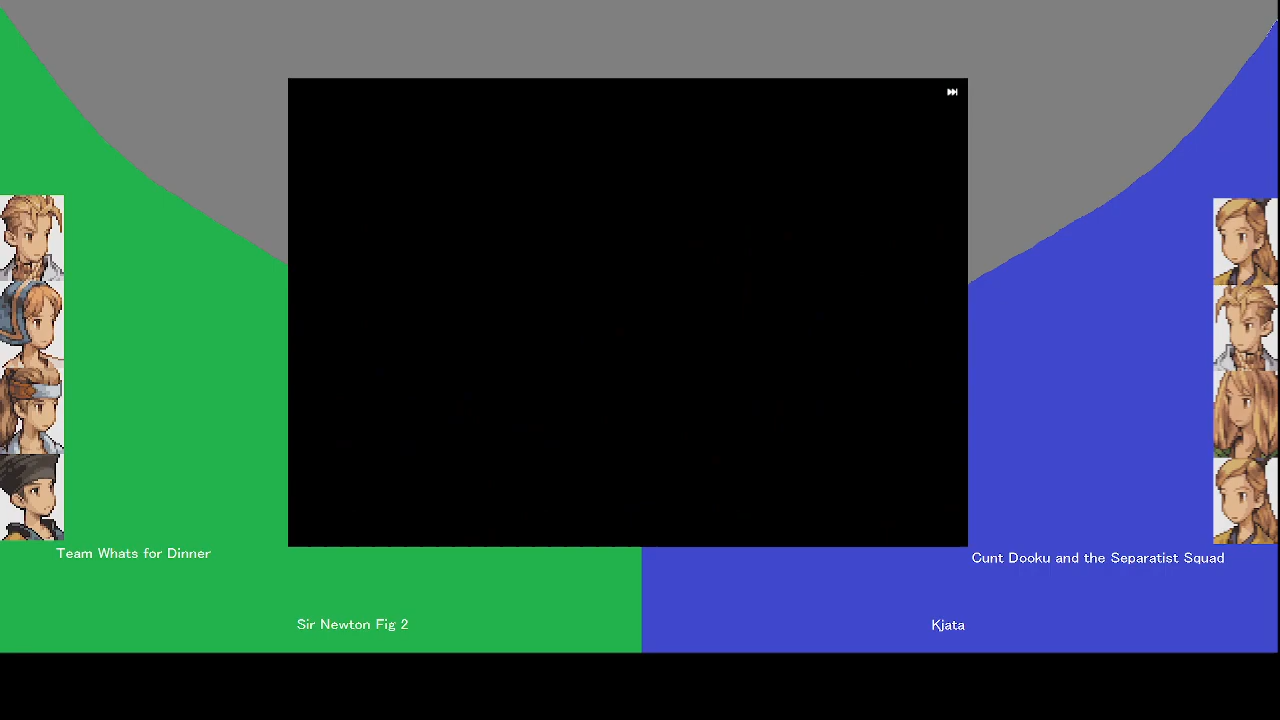 Team Whats for Dinner
Cunt Dooku and the Separatist Squad
Sir Newton Fig 2
Kjata